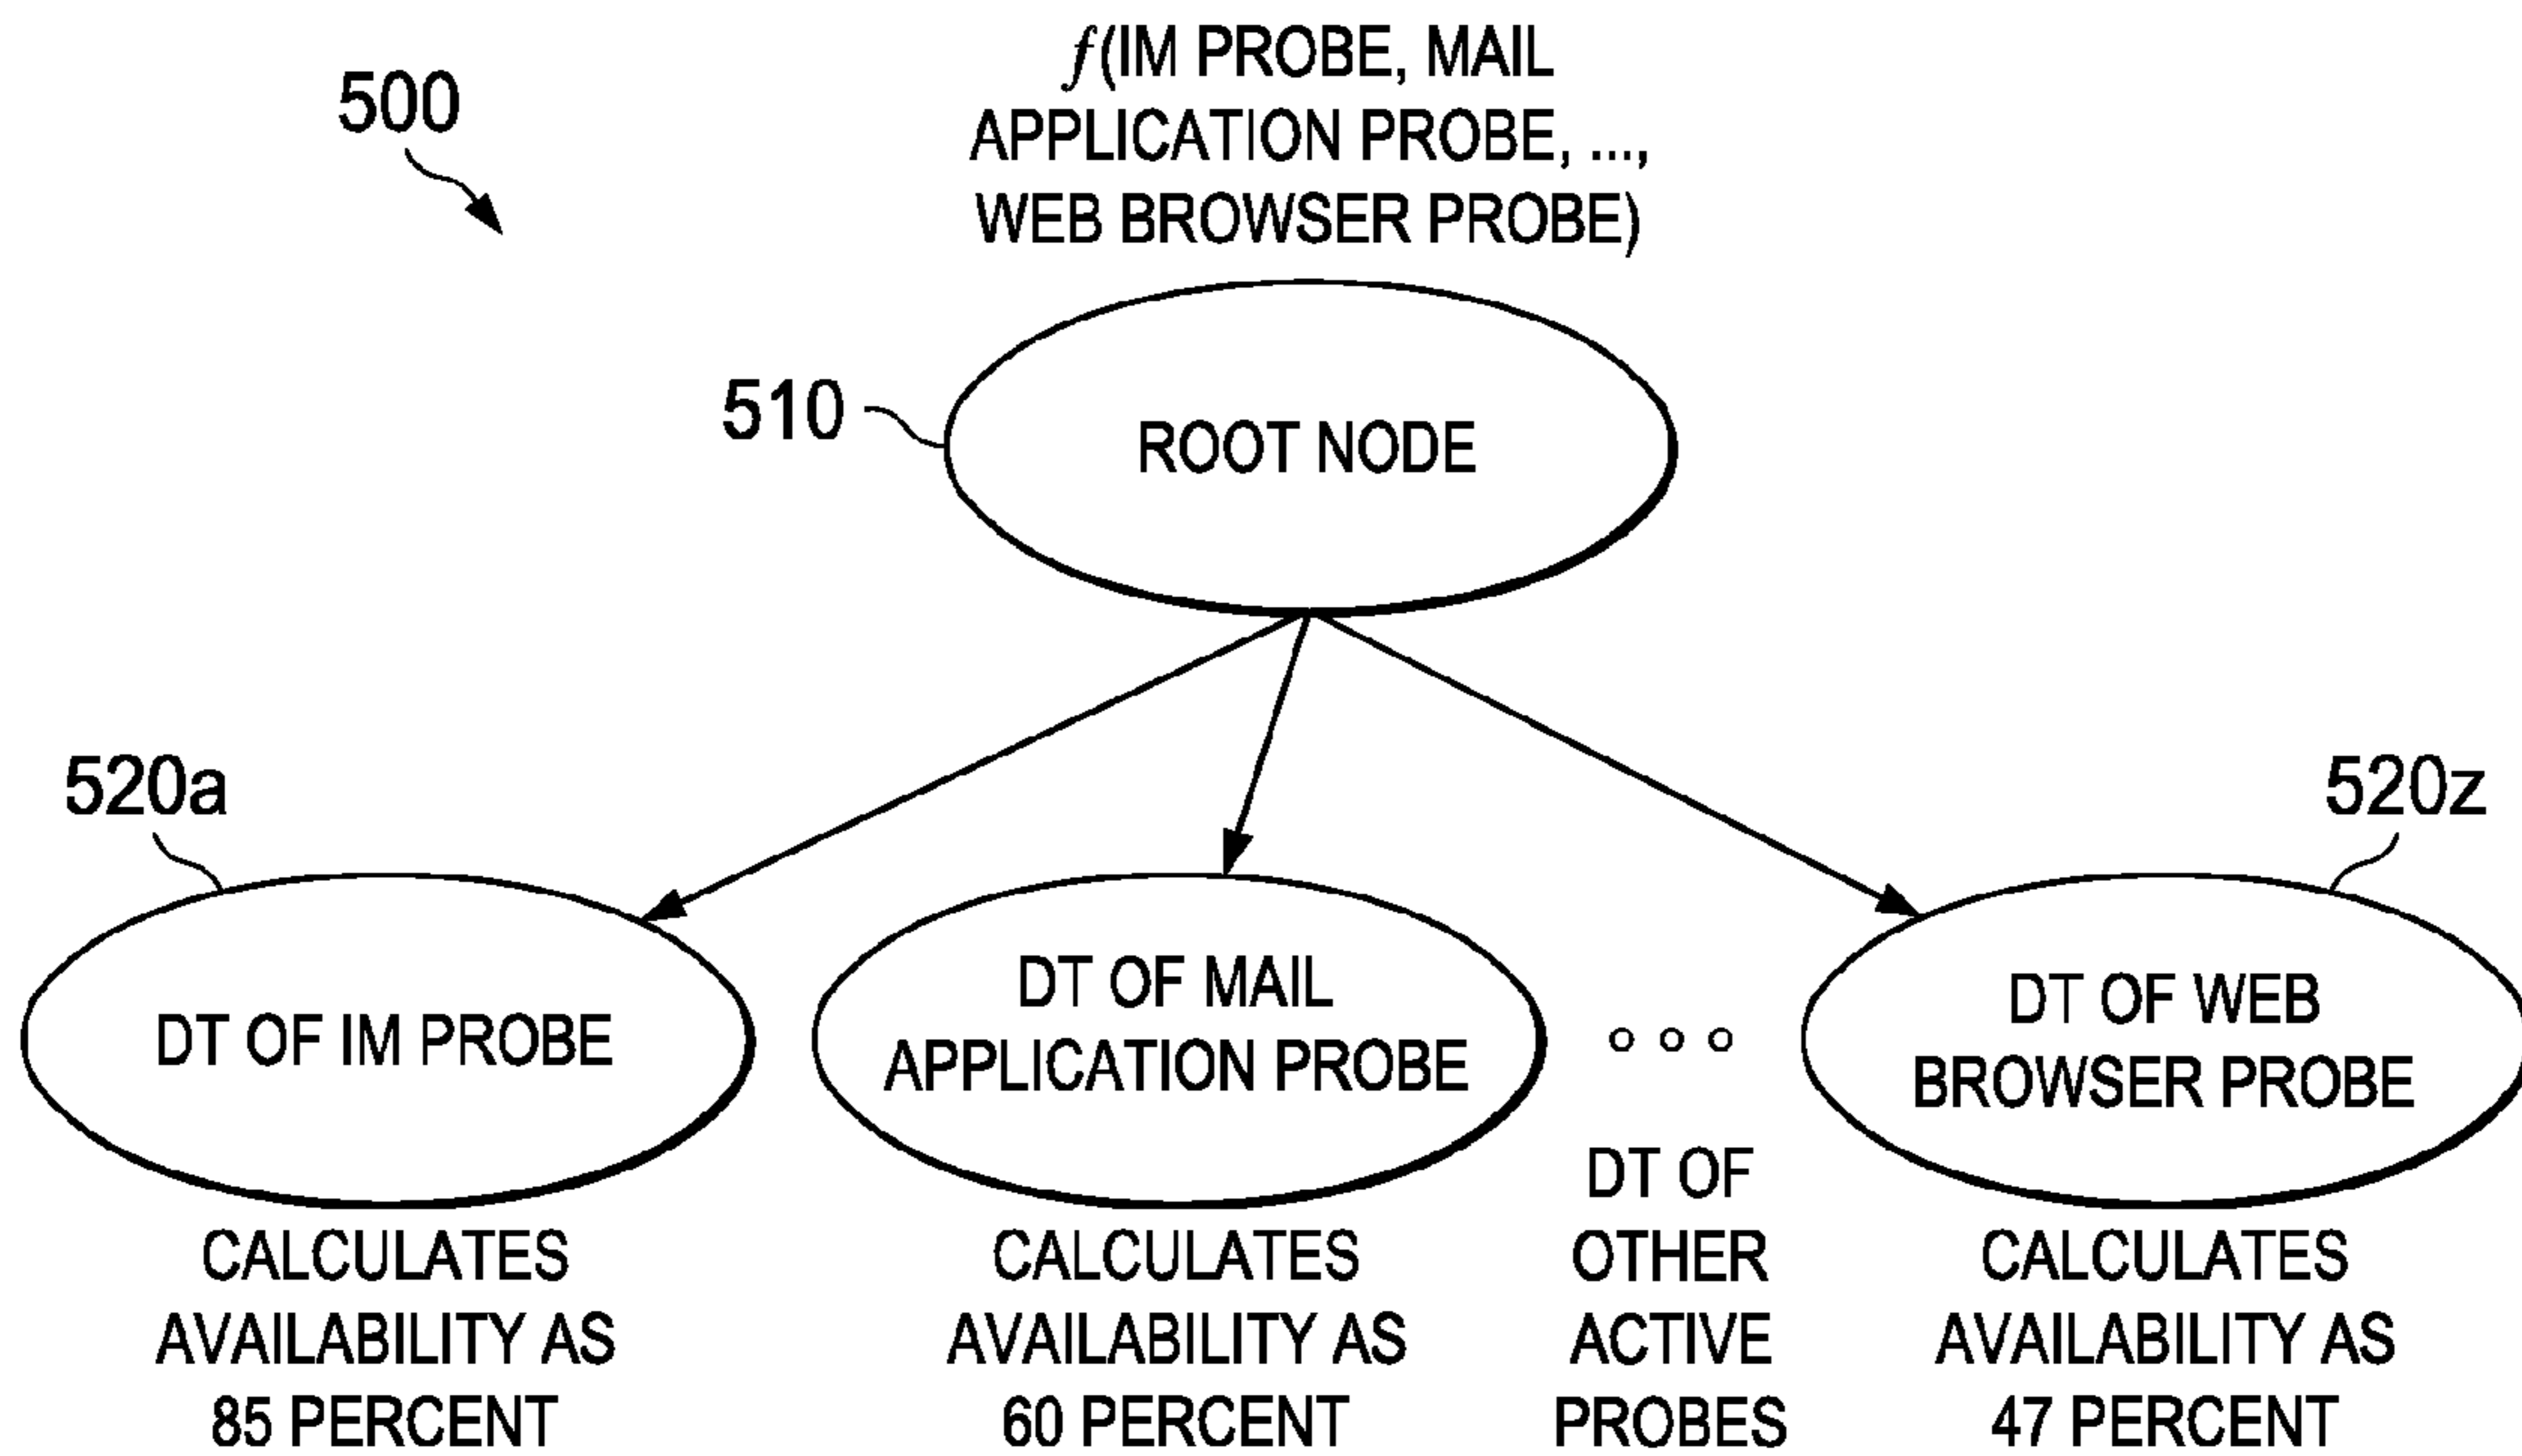 500
f(IM PROBE, MAIL
APPLICATION PROBE, ...,
WEB BROWSER PROBE)
510
ROOT NODE
520a
520z
DT OF IM PROBE
DT OF MAIL
APPLICATION PROBE
DT OF WEB
BROWSER PROBE
CALCULATES
AVAILABILITY AS
85 PERCENT
CALCULATES
AVAILABILITY AS
60 PERCENT
DT OF
OTHER
ACTIVE
PROBES
CALCULATES
AVAILABILITY AS
47 PERCENT